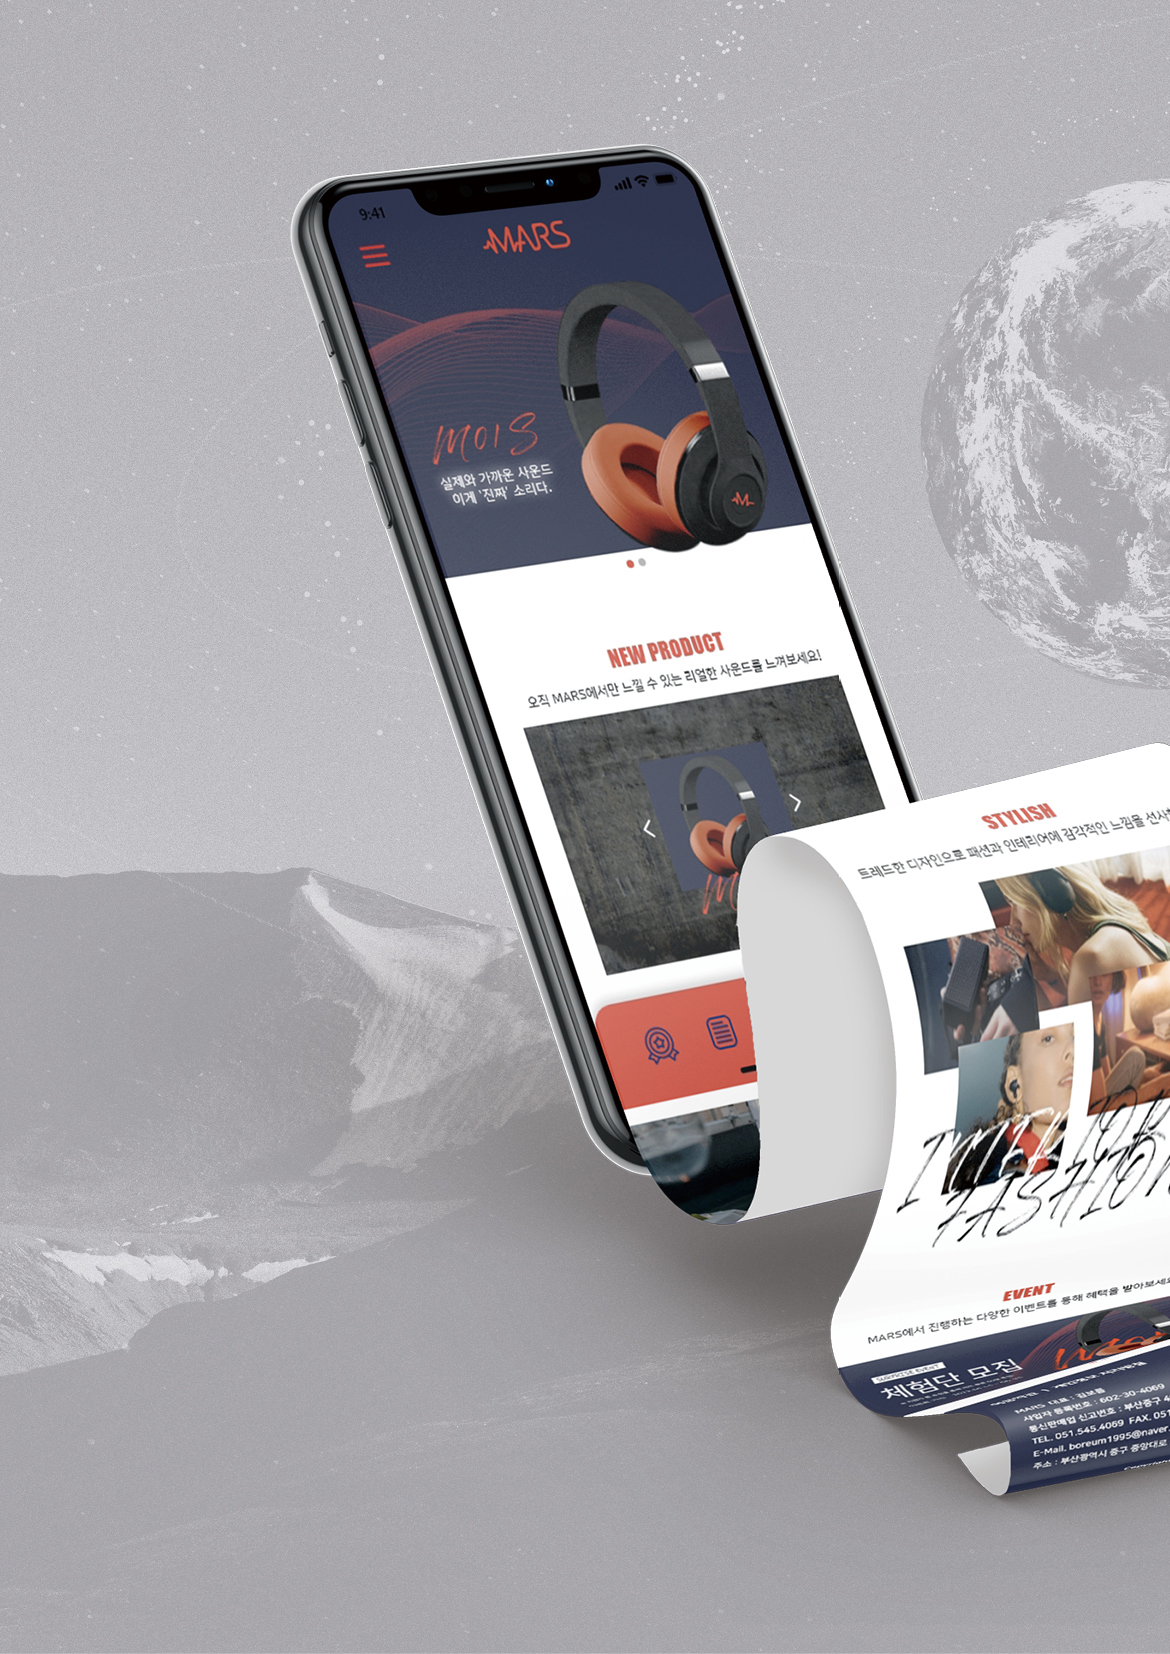 9:41
MARS
MOIS
실제와 가까운 사운드
이게 '진짜' 소리다.
M
NEW PRODUCT
오직 MARS에서만 느낄 수 있는 리얼한 사운드를 느껴보세요!
STYLISH
트레드한 디자인으로 패션과 인테리어에 감각적인 느낌을 선사
INTERIOR
FASHION
EVENT
MARS에서 진행하는 다양한 이벤트를 통해 혜택을 받아보세요
SURPRISE EVENT
체험단 모집
MARS 대표 : 김보름
사업자 등록번호 : 602-30-4069
통신판매업 신고번호 : 부산중구
TEL. 051.545.4069 FAX. 051
E-Mail. boreum1995@naver.
주소 : 부산광역시 중구 중앙대로